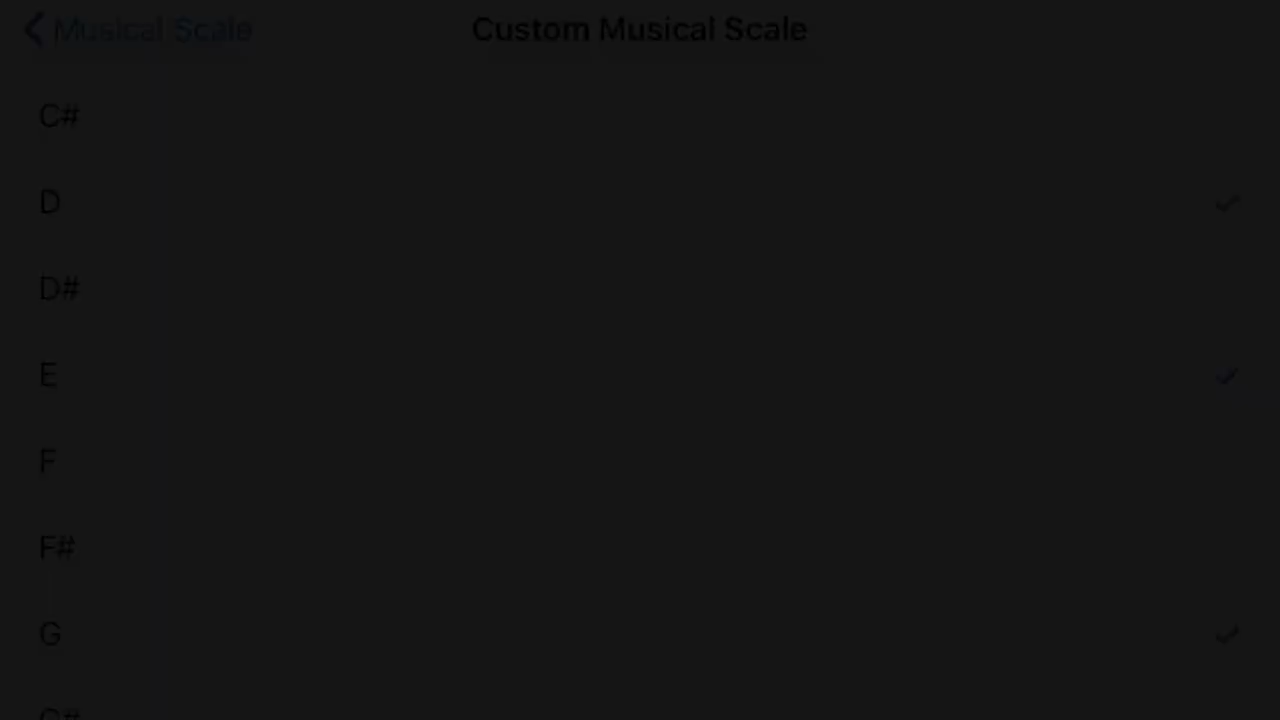 Musical Scale
Custom Musical Scale
C#
D
D#
E
F
F#
G
G#